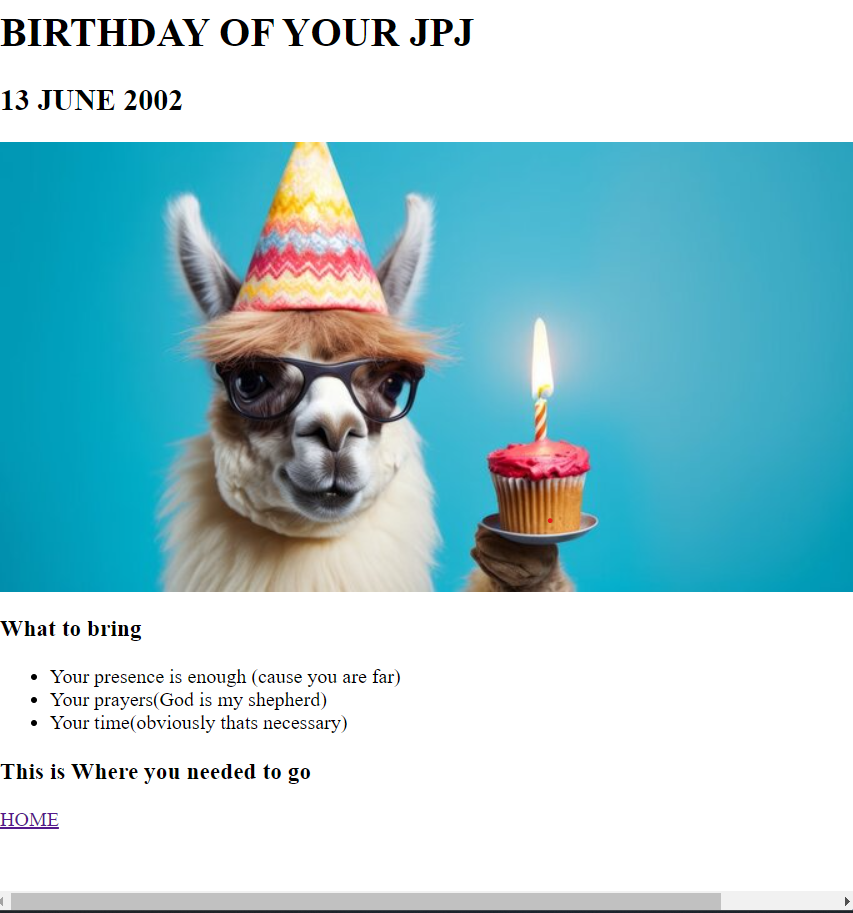 BIRTHDAY OF YOUR JPJ
13 JUNE 2002
What to bring
Your presence is enough (cause you are far)
Your prayers(God is my shepherd)
Your time(obviously thats necessary)
This is Where you needed to go
HOME